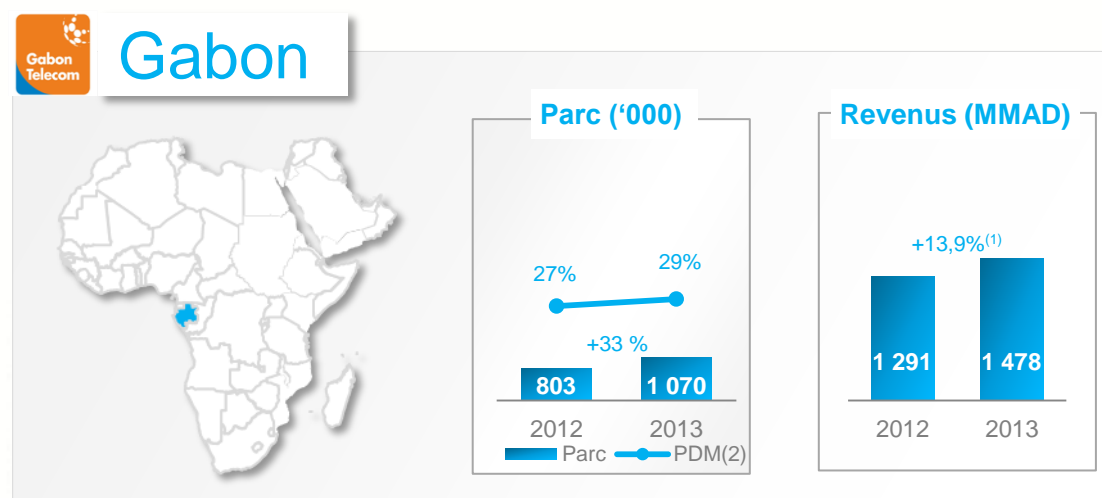 Gabon
Telecom
Gabon
Parc (‘000)
27%
29%
+33 %
803
1 070
2012
2013
Parc
PDM(2)
Revenus (MMAD)
+13,9%(1)
1 291
1 478
2012
2013